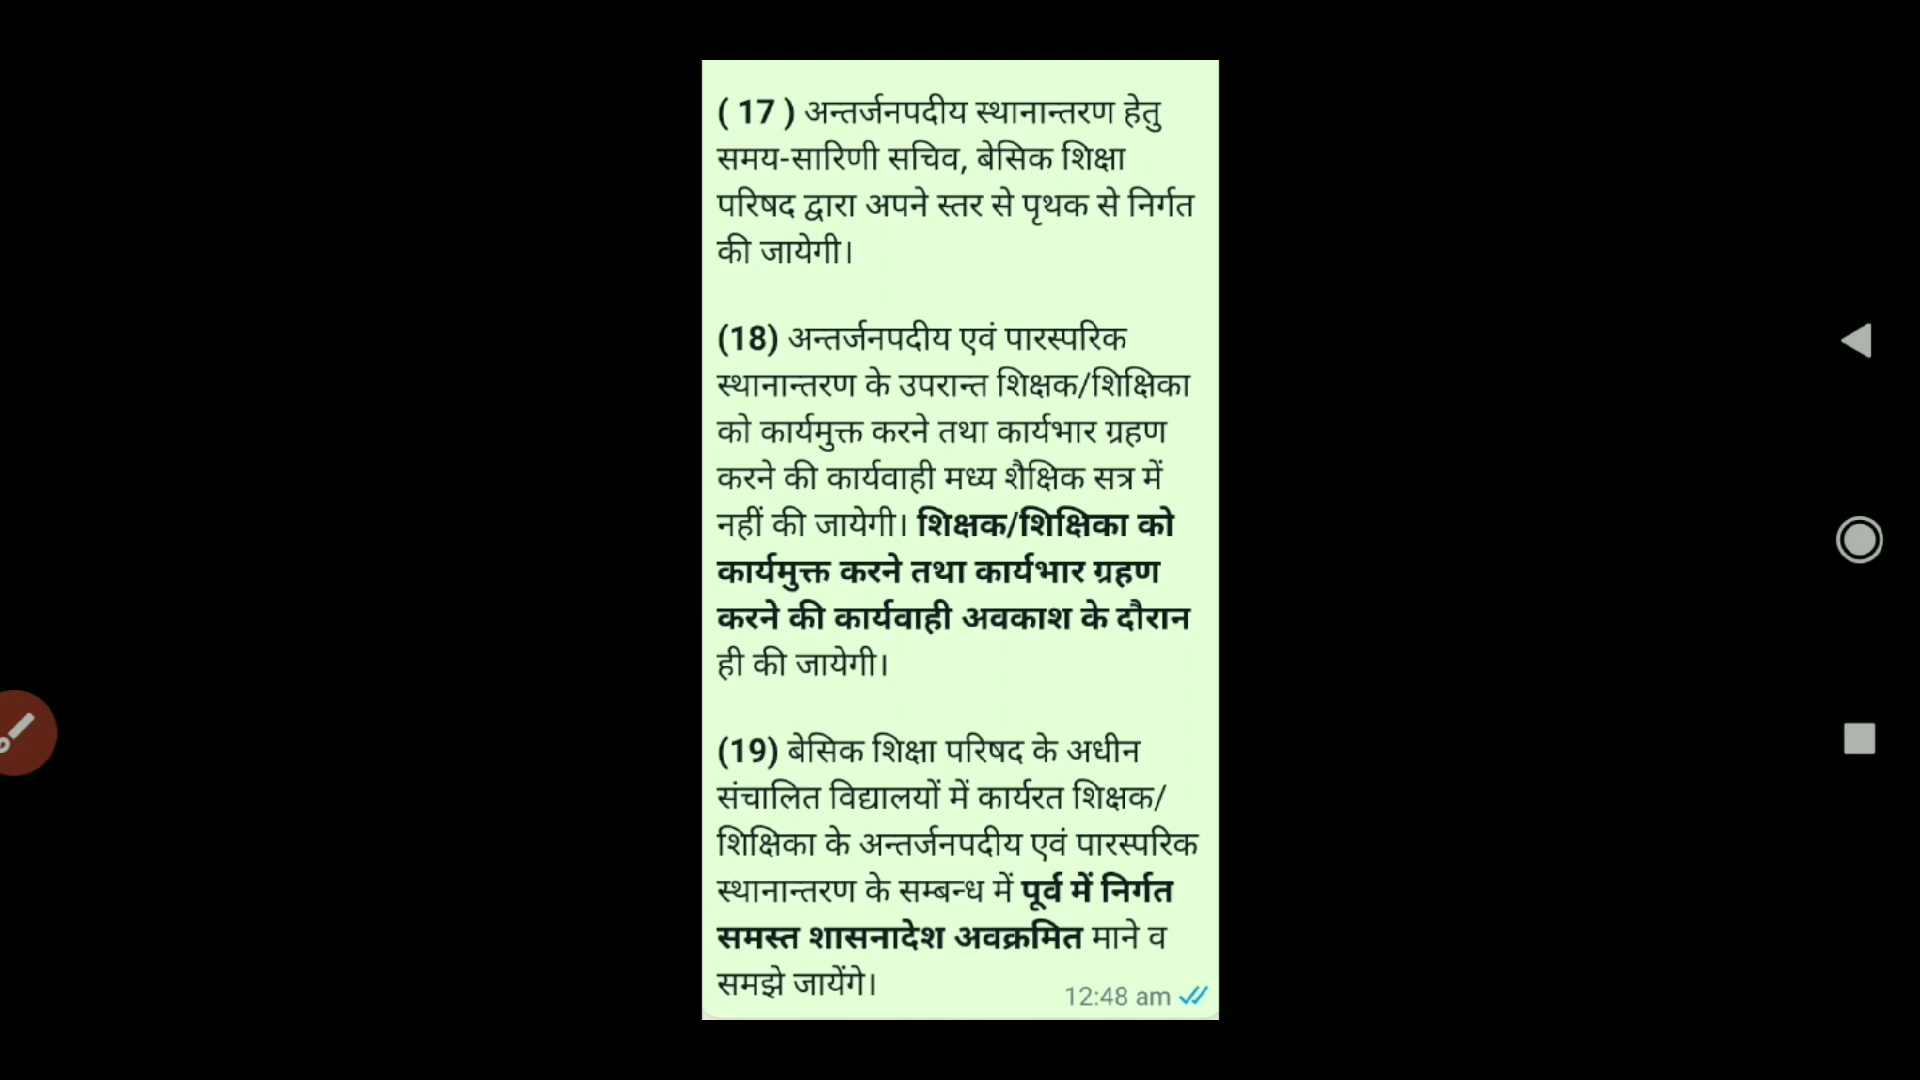 ( 17 ) अन्तर्जनपदीय स्थानान्तरण हेतु
समय-सारिणी सचिव, बेसिक शिक्षा
परिषद द्वारा अपने स्तर से पृथक से निर्गत
की जायेगी।
(18) अन्तर्जनपदीय एवं पारस्परिक
स्थानान्तरण के उपरान्त शिक्षक/शिक्षिका
को कार्यमुक्त करने तथा कार्यभार ग्रहण
करने की कार्यवाही मध्य शैक्षिक सत्र में
नहीं की जायेगी। शिक्षक/शिक्षिका को
कार्यमुक्त करने तथा कार्यभार ग्रहण
करने की कार्यवाही अवकाश के दौरान
ही की जायेगी।
(19) बेसिक शिक्षा परिषद के अधीन
संचालित विद्यालयों में कार्यरत शिक्षक/
शिक्षिका के अन्तर्जनपदीय एवं पारस्परिक
स्थानान्तरण के सम्बन्ध में पूर्व में निर्गत
समस्त शासनादेश अवक्रमित माने व
समझे जायेंगे।
12:48 am